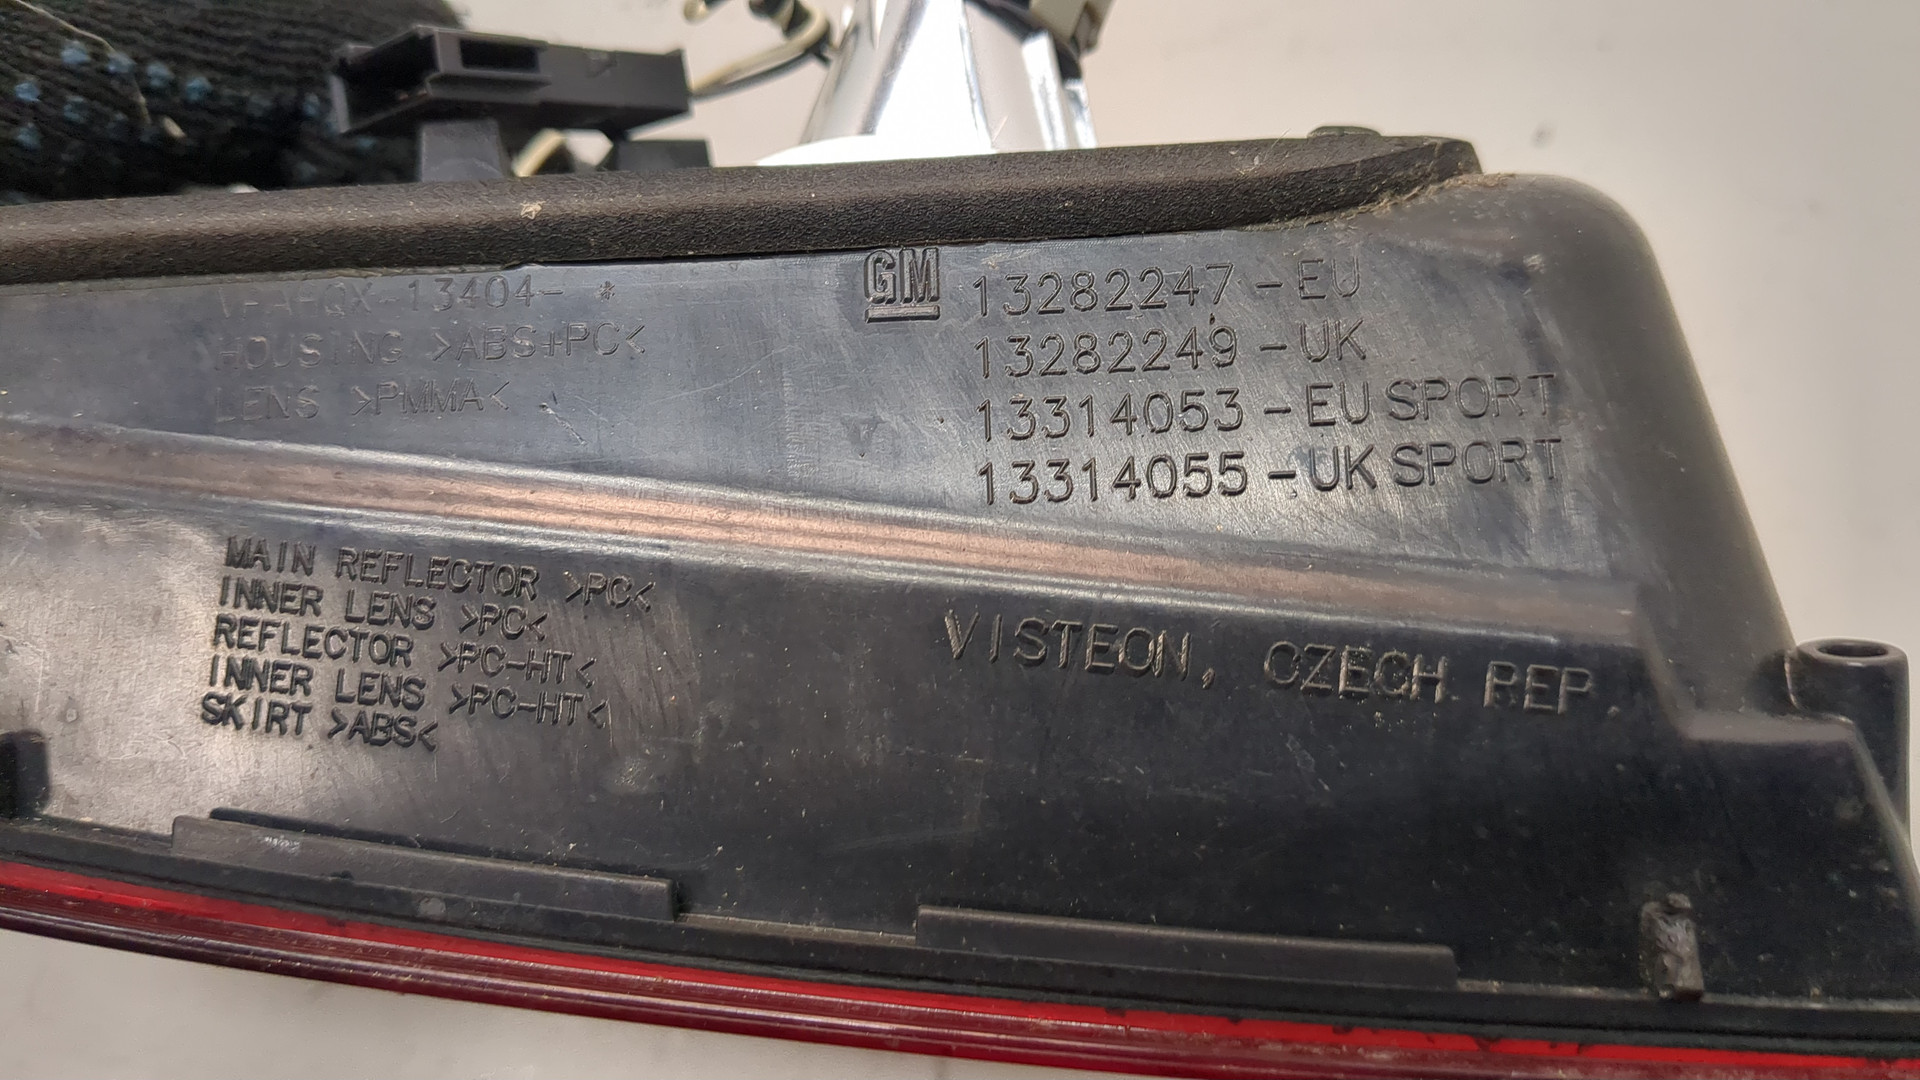 13404- *
HOUSING >ABS+PC<
LENS >PMMA<
GM
13282247 - EU
13282249 - UK
13314053 - EU SPORT
13314055 - UK SPORT
MAIN REFLECTOR >PC<
INNER LENS >PC<
REFLECTOR >PC-HT<
INNER LENS >PC-HT<
SKIRT >ABS<
VISTEON, CZECH REP.